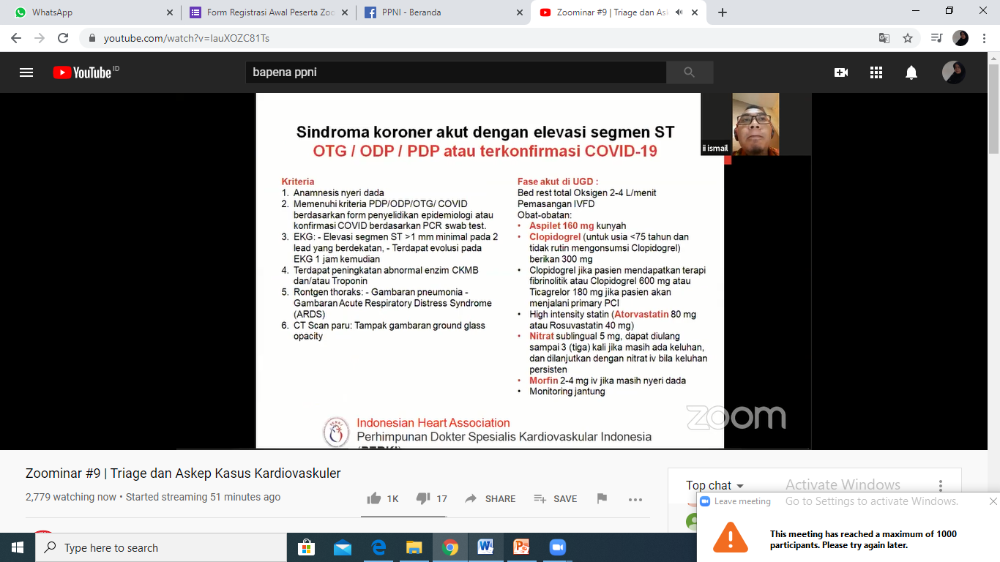 WhatsApp
Form Registrasi Awal Peserta Zoo
PPNI - Beranda
Zoominar #9 | Triage dan As
youtube.com/watch?v=IauXOZC81Ts
YouTube ID
bapena ppni
Sindroma koroner akut dengan elevasi segmen ST
OTG / ODP / PDP atau terkonfirmasi COVID-19
ii ismail
Kriteria
1. Anamnesis nyeri dada
2. Memenuhi kriteria PDP/ODP/OTG/ COVID
berdasarkan form penyelidikan epidemiologi atau
konfirmasi COVID berdasarkan PCR swab test.
3. EKG: - Elevasi segmen ST >1 mm minimal pada 2
lead yang berdekatan, - Terdapat evolusi pada
EKG 1 jam kemudian
4. Terdapat peningkatan abnormal enzim CKMB
dan/atau Troponin
5. Rontgen thoraks: - Gambaran pneumonia -
Gambaran Acute Respiratory Distress Syndrome
(ARDS)
6. CT Scan paru: Tampak gambaran ground glass
opacity
Fase akut di UGD :
Bed rest total Oksigen 2-4 L/menit
Pemasangan IVFD
Obat-obatan:
• Aspilet 160 mg kunyah
• Clopidogrel (untuk usia <75 tahun dan
tidak rutin mengonsumsi Clopidogrel)
berikan 300 mg
• Clopidogrel jika pasien mendapatkan terapi
fibrinolitik atau Clopidogrel 600 mg atau
Ticagrelor 180 mg jika pasien akan
menjalani primary PCI
• High intensity statin (Atorvastatin 80 mg
atau Rosuvastatin 40 mg)
• Nitrat sublingual 5 mg, dapat diulang
sampai 3 (tiga) kali jika masih ada keluhan,
dan dilanjutkan dengan nitrat iv bila keluhan
persisten
• Morfin 2-4 mg iv jika masih nyeri dada
• Monitoring jantung
zoom
Indonesian Heart Association
Perhimpunan Dokter Spesialis Kardiovaskular Indonesia
Zoominar #9 | Triage dan Askep Kasus Kardiovaskuler
2,779 watching now • Started streaming 51 minutes ago
1K
17
SHARE
SAVE
Top chat
Activate Windows
Go to Settings to activate Windows.
Leave meeting
This meeting has reached a maximum of 1000
participants. Please try again later.
Type here to search